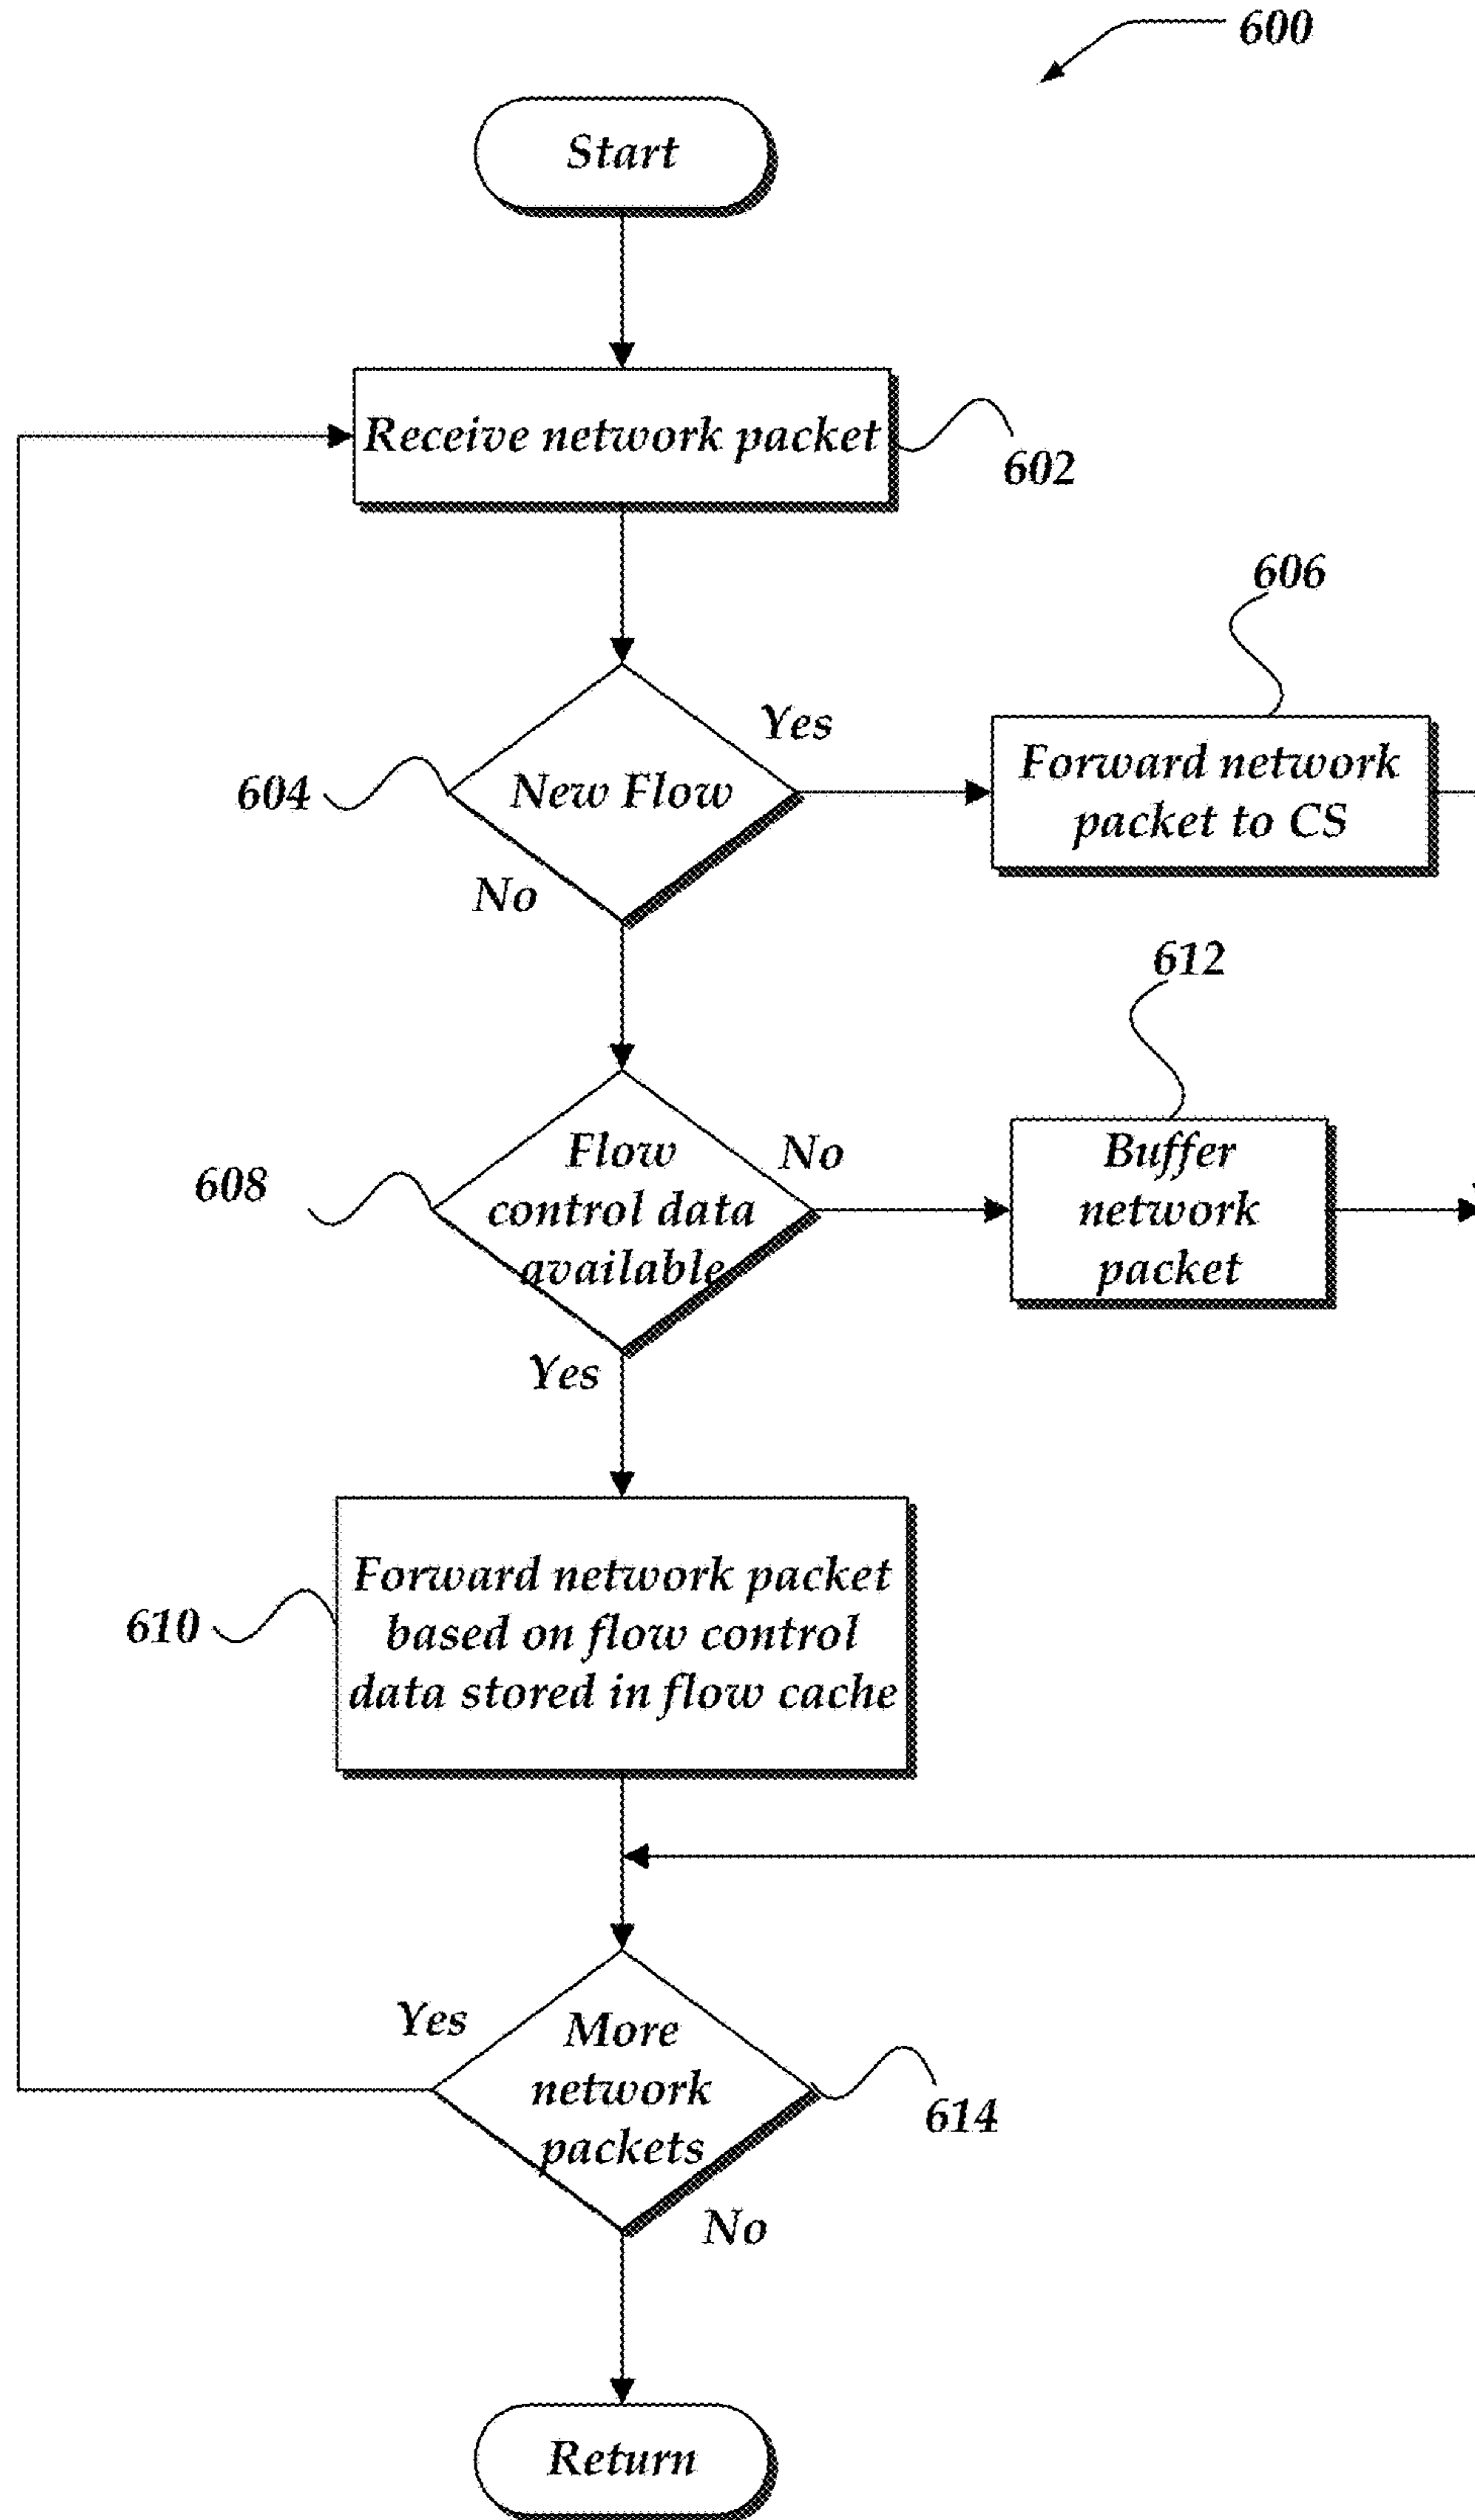 600
Start
Receive network packet
602
606
Yes
Forward network
packet to CS
604
New Flow
No
612
Flow
control data
available
No
608
Buffer
network
packet
Yes
Forward network packet
based on flow control
data stored in flow cache
610
Yes
More
network
packets
614
No
Return